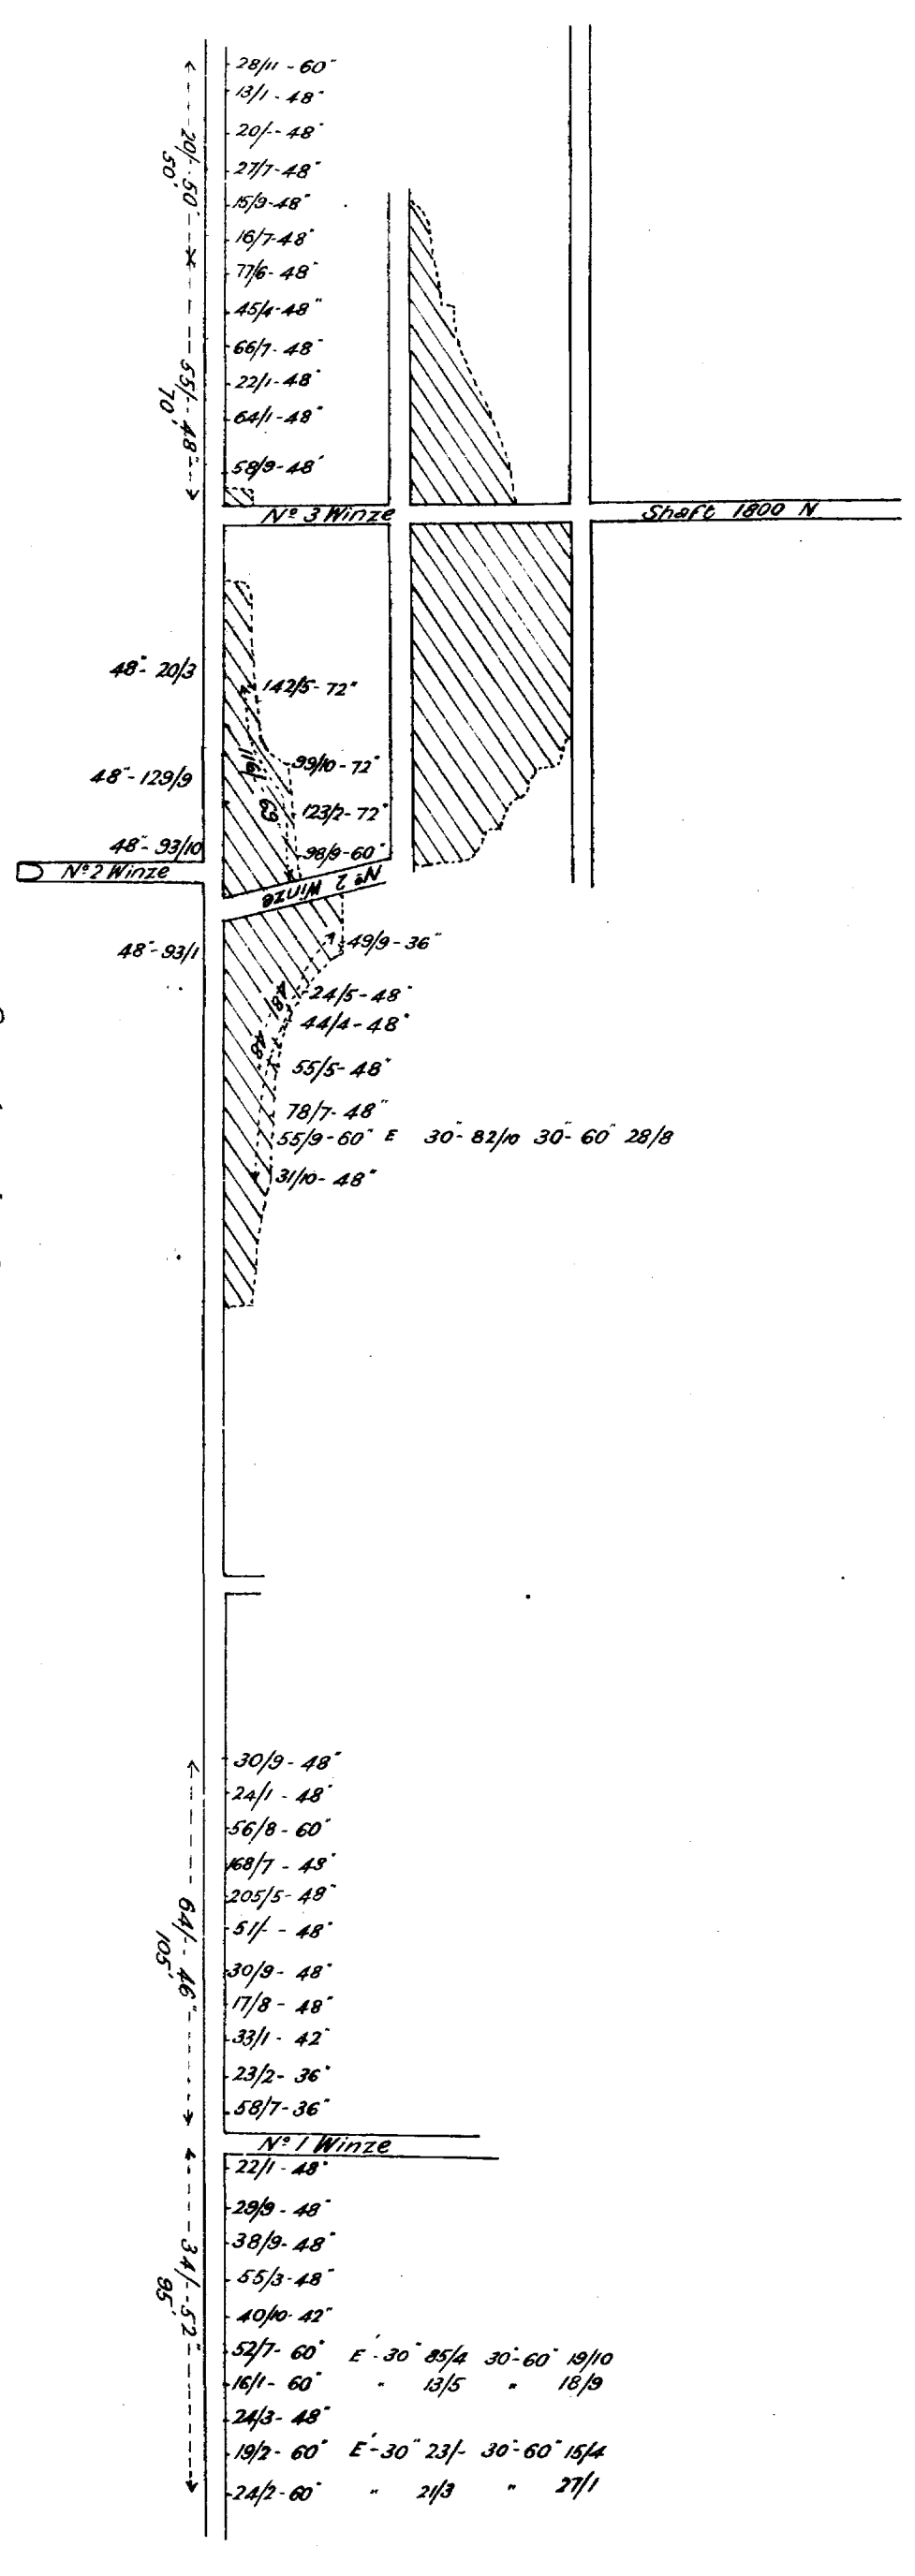 28/11 - 60"
13/1 - 48"
20/- - 48"
27/7 - 48"
15/9 - 48"
16/7 - 48"
77/6 - 48"
45/4 - 48"
66/7 - 48"
22/1 - 48"
64/1 - 48"
58/9 - 48"
20/- 50"
50'
55/- 48"
70'
Nº 3 Winze
Shaft 1800 N.
48" - 20/3
142/5 - 72"
99/10 - 72"
48" - 129/9
116/-
63"
123/2 - 72"
48" - 93/10
98/9 - 60"
Nº 2 Winze
Nº 2 Winze
48" - 93/1
49/9 - 36"
24/5 - 48"
44/4 - 48"
48/- 48"
55/5 - 48"
78/7 - 48"
55/9 - 60" E 30" - 82/10 30" - 60" 28/8
31/10 - 48"
30/9 - 48"
24/1 - 48"
56/8 - 60"
168/7 - 48"
205/5 - 48"
51/- - 48"
30/9 - 48"
17/8 - 48"
33/1 - 42"
23/2 - 36"
58/7 - 36"
64/- 46"
105'
Nº 1 Winze
22/1 - 48"
29/9 - 48"
38/9 - 48"
55/3 - 48"
40/10 - 42"
52/7 - 60" E - 30" 85/4 30" - 60" 19/10
16/1 - 60" " 13/5 " 18/9
24/3 - 48"
19/2 - 60" E - 30" 23/- 30" - 60" 15/4
24/2 - 60" " 21/3 " 27/1
34/- 52"
95'